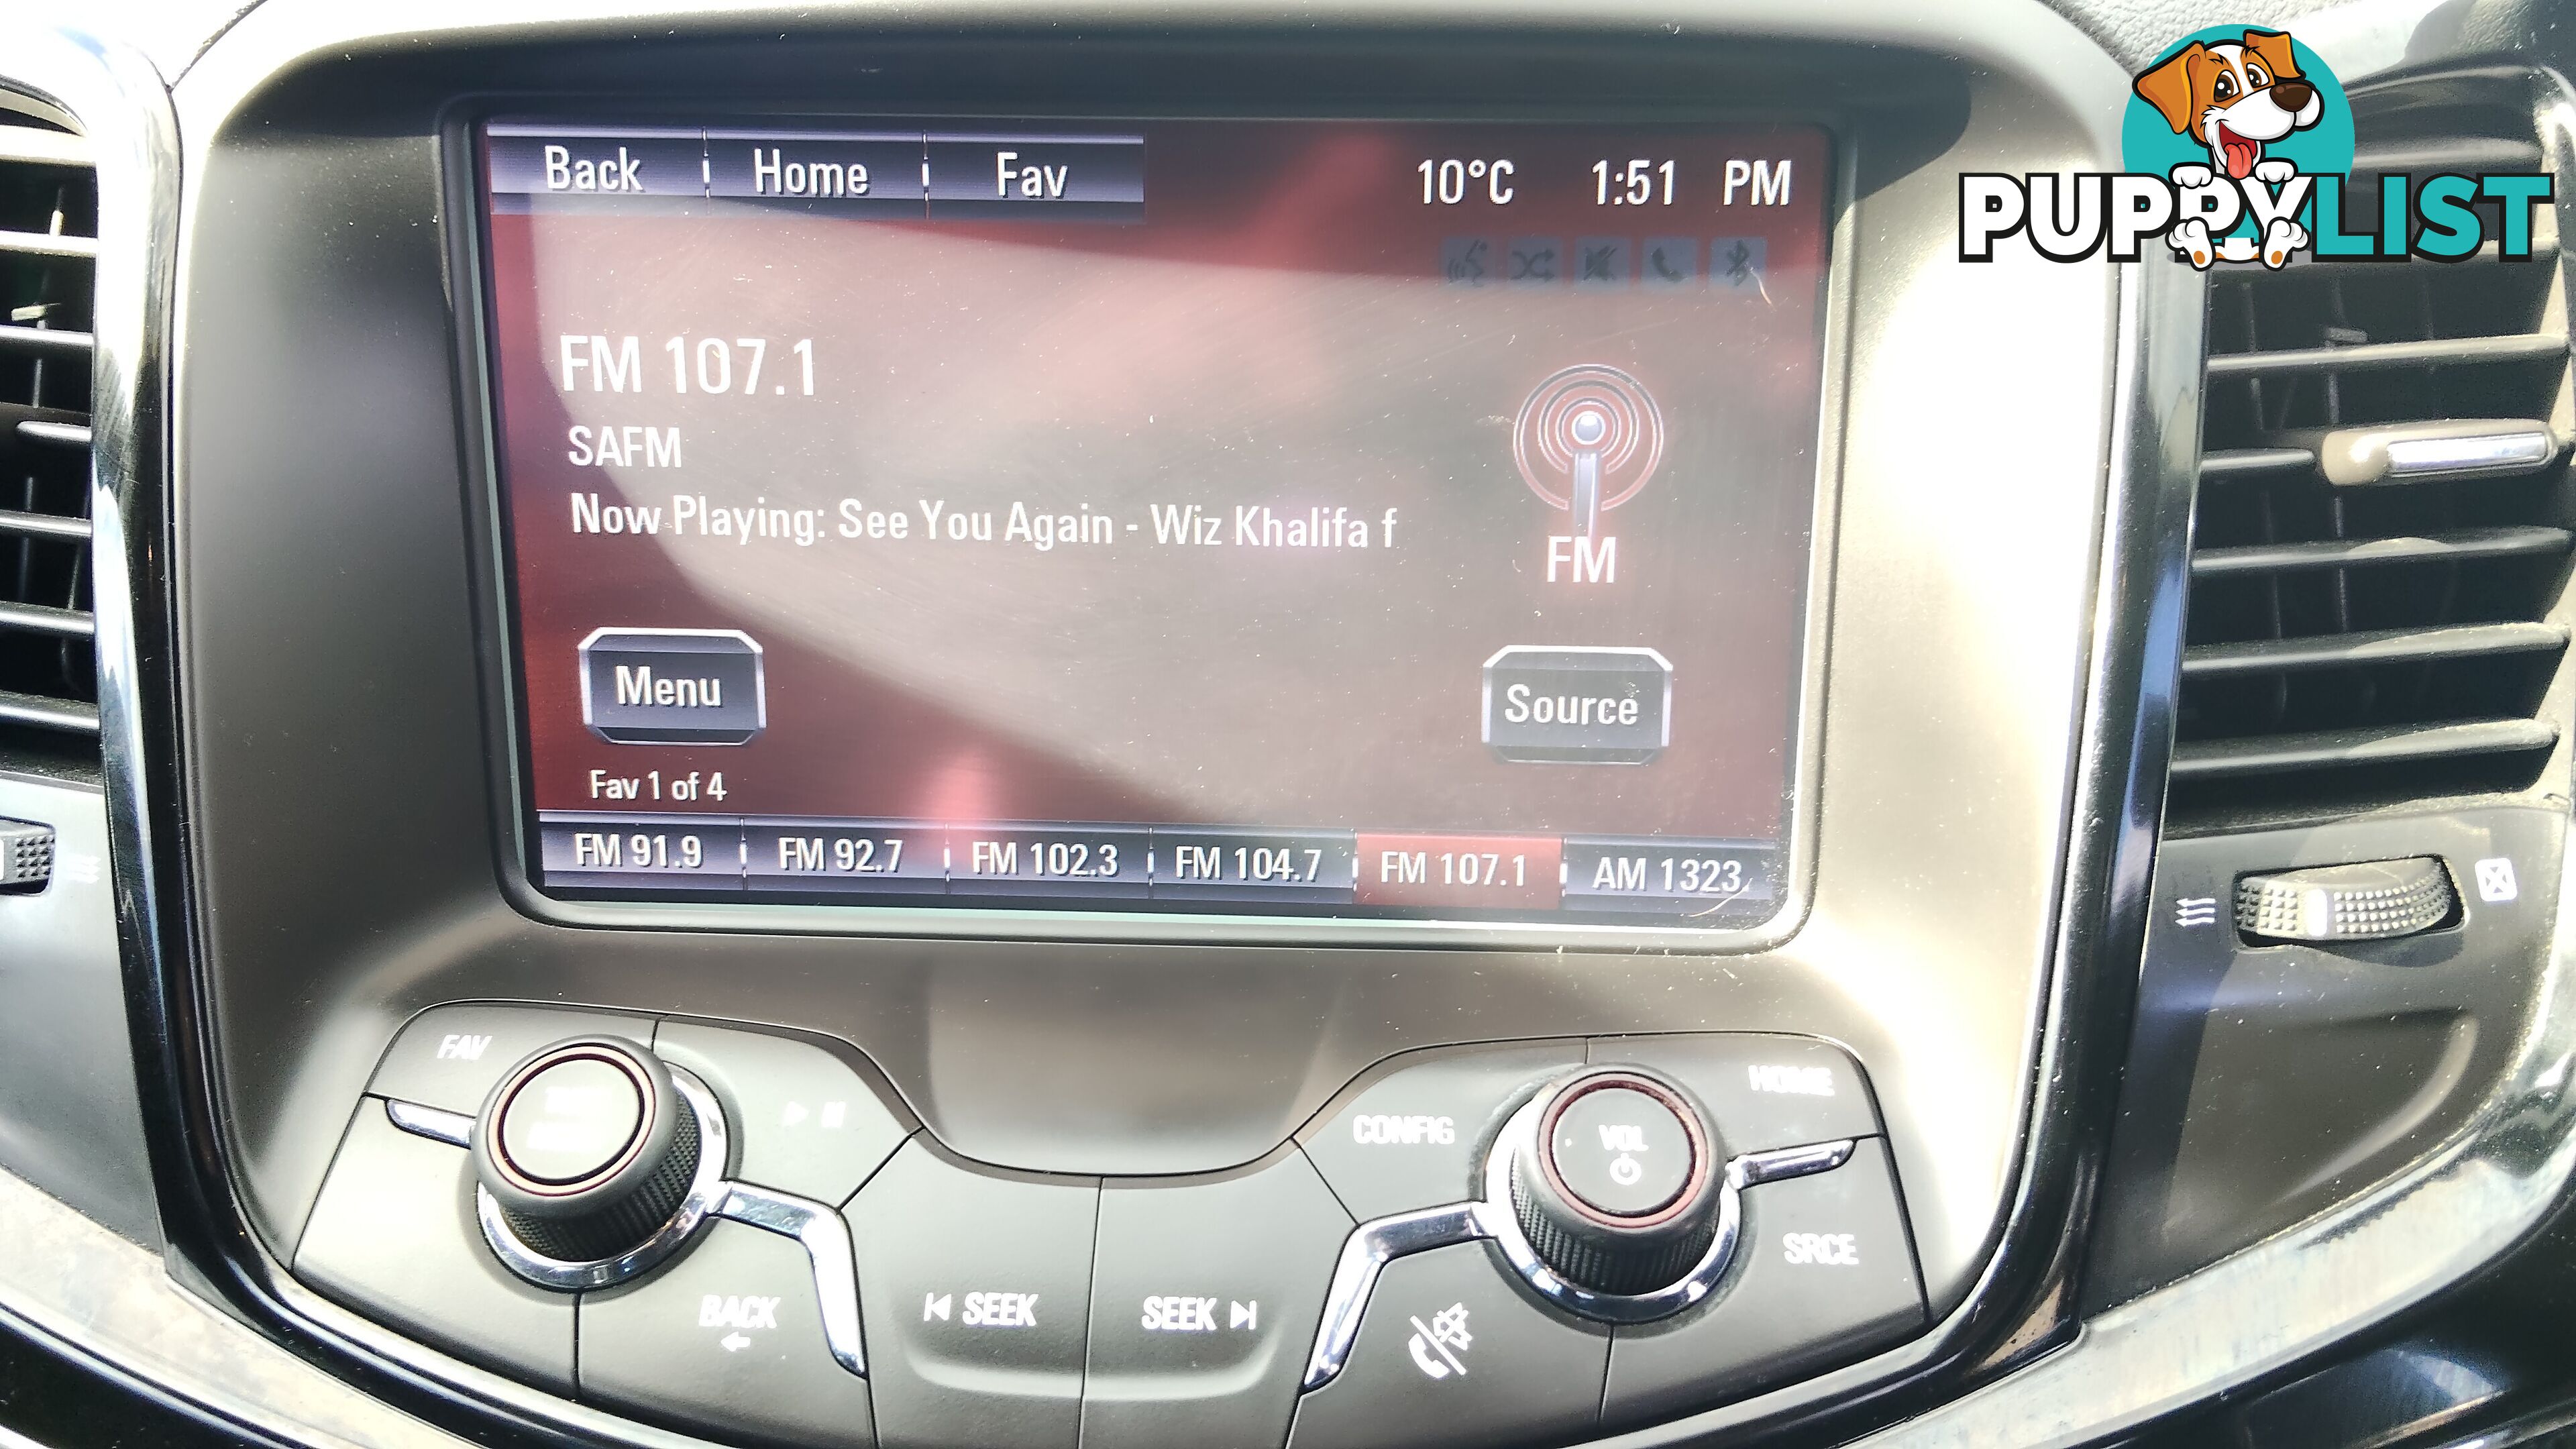 Back Home Fav 10°C 1:51 PM
PUPPYLIST
FM 107.1
SAFM
Now Playing: See You Again - Wiz Khalifa f
FM
Menu
Source
Fav 1 of 4
FM 91.9 FM 92.7 FM 102.3 FM 104.7 FM 107.1 AM 1323
FAV
CONFIG
VOL
HOME
BACK
SEEK
SEEK
SRCE